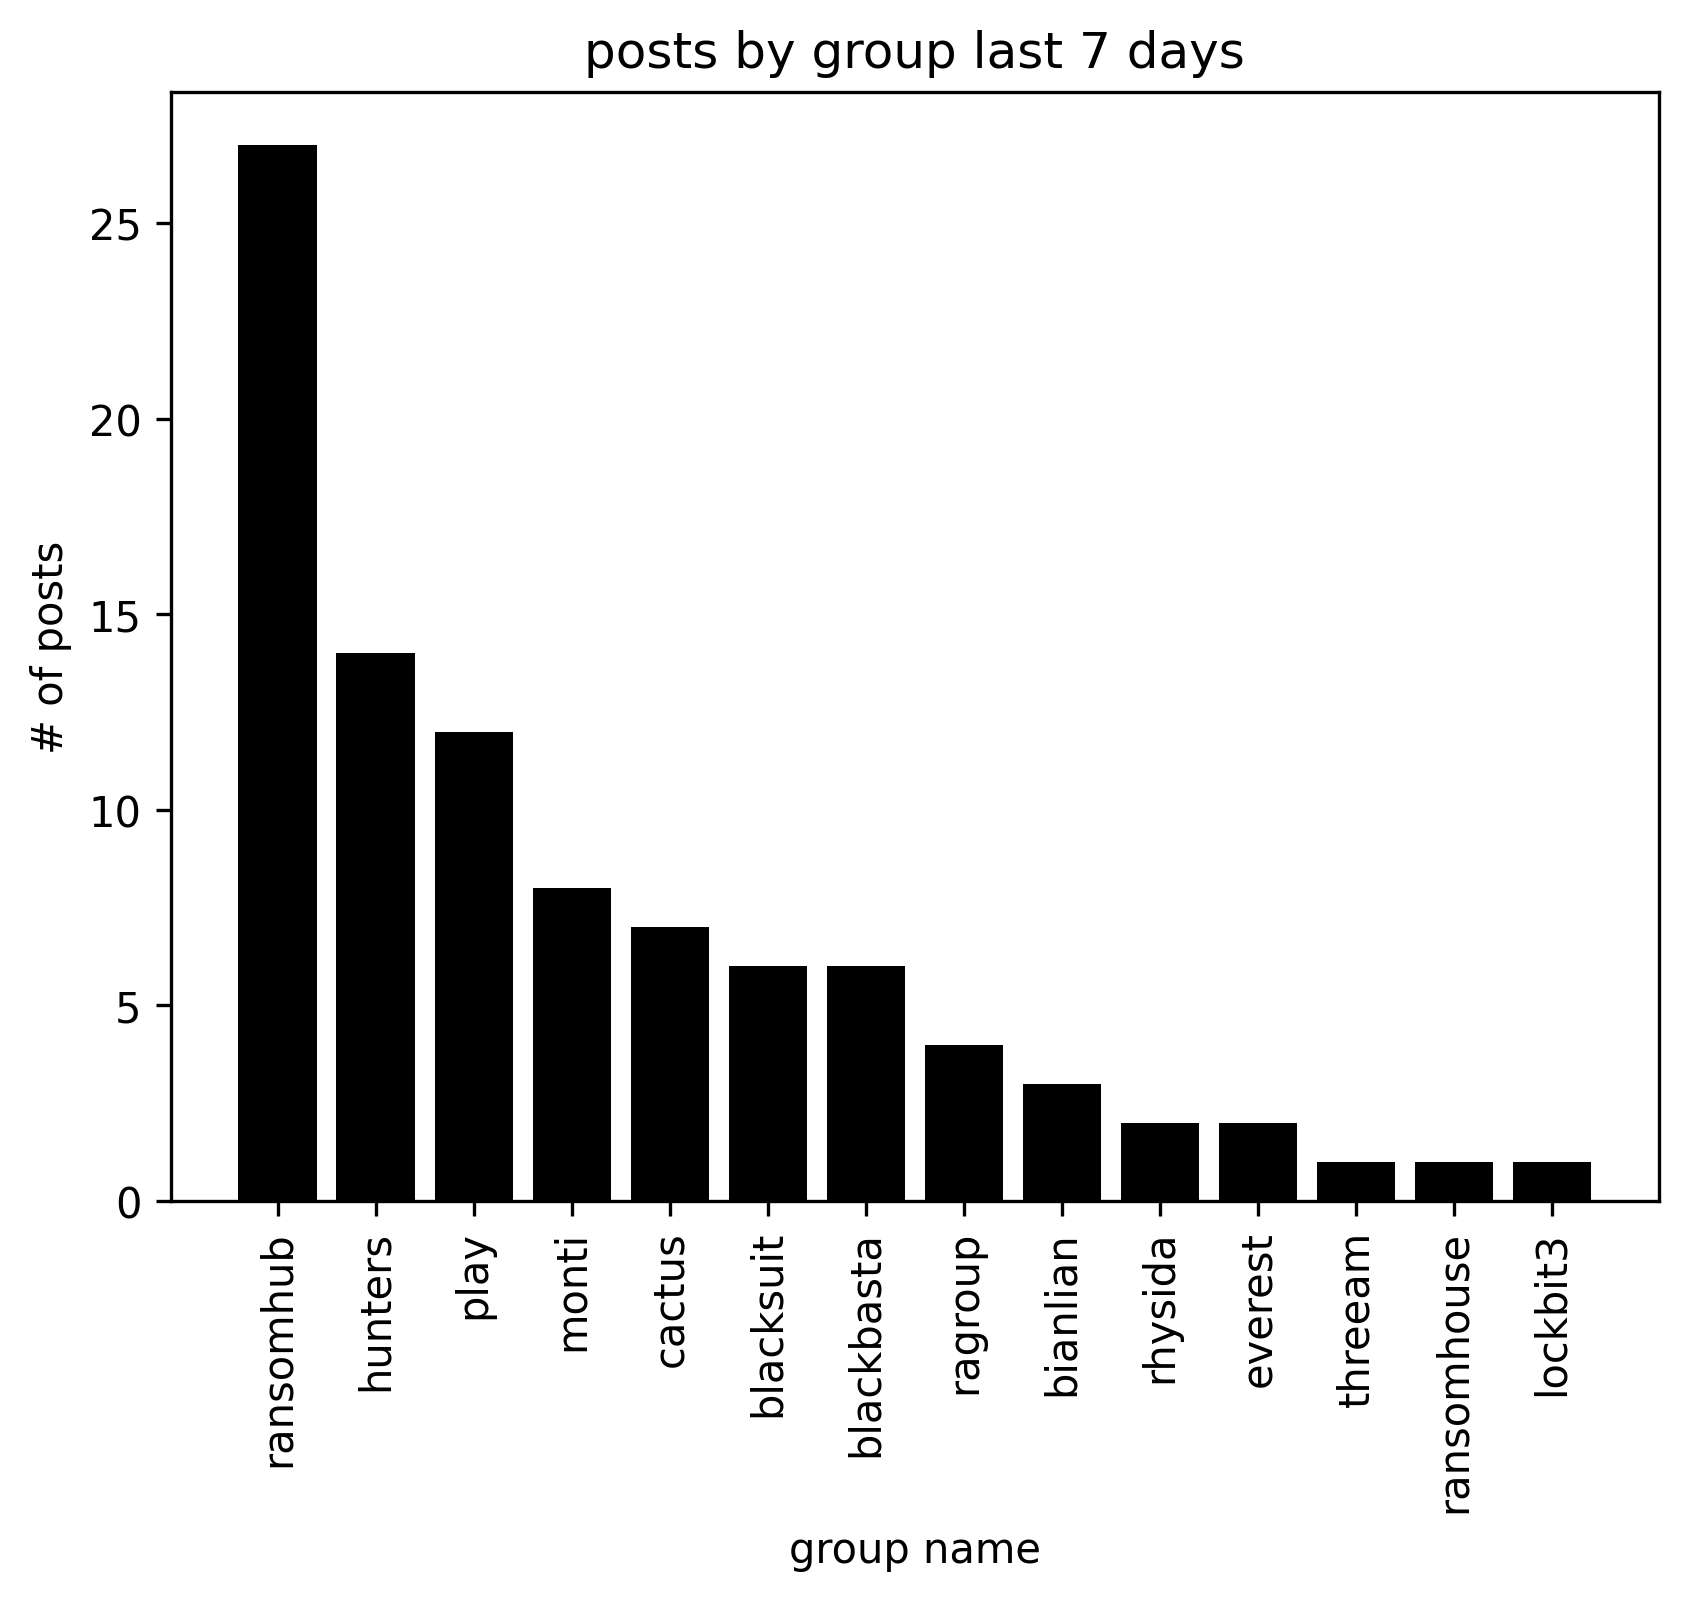 posts by group last 7 days
# of posts
25
20
15
10
5
0
ransomhub
hunters
play
monti
cactus
blacksuit
blackbasta
ragroup
bianlian
rhysida
everest
threeam
ransomhouse
lockbit3
group name